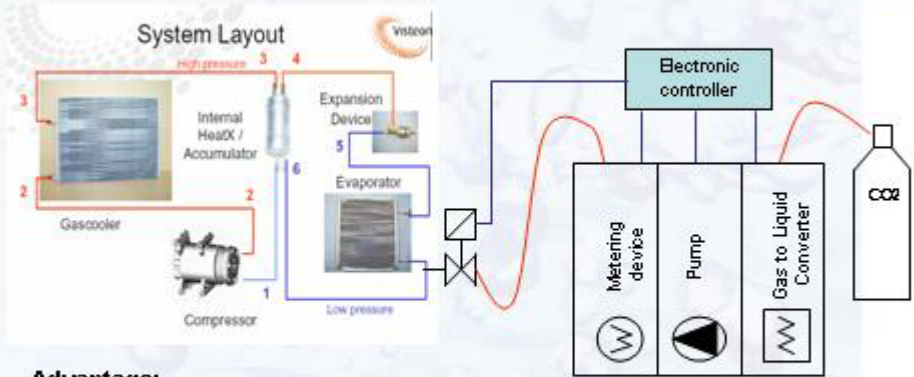 System Layout
Visteon
High pressure
3
4
3
Internal
HeatX /
Accumulator
Expansion
Device
5
6
2
2
Evaporator
Gascooler
1
Compressor
Low pressure
Electronic
controller
Metering
device
Pump
Gas to Liquid
Converter
CO2
Advantage: